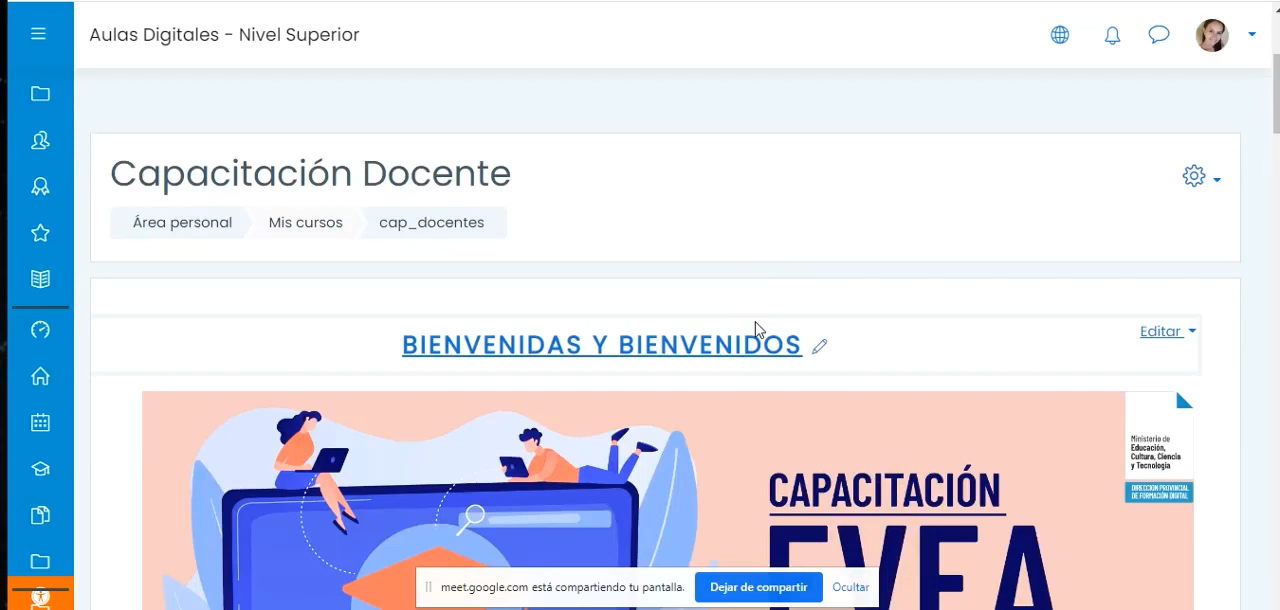 Aulas Digitales - Nivel Superior
Capacitación Docente
Área personal
Mis cursos
cap_docentes
Editar
BIENVENIDAS Y BIENVENIDOS
Ministerio de
Educación,
Cultura, Ciencia
y Tecnología
DIRECCIÓN PROVINCIAL
DE FORMACIÓN DIGITAL
CAPACITACIÓN
EVEA
meet.google.com está compartiendo tu pantalla.
Dejar de compartir
Ocultar